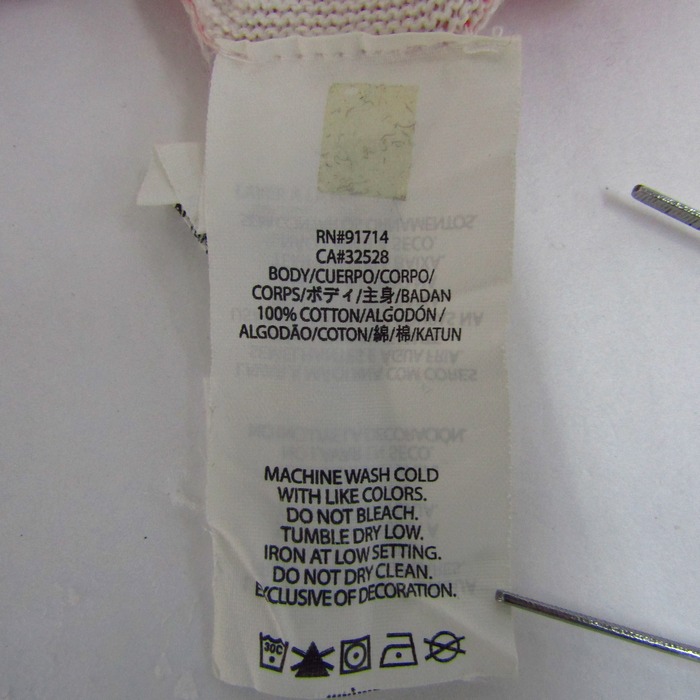 RN#91714
CA#32528
BODY/CUERPO/CORPO/
CORPS/ボディ/主身/BADAN
100% COTTON/ALGODÓN/
ALGODÃO/COTON/綿/棉/KATUN
MACHINE WASH COLD
WITH LIKE COLORS.
DO NOT BLEACH.
TUMBLE DRY LOW.
IRON AT LOW SETTING.
DO NOT DRY CLEAN.
EXCLUSIVE OF DECORATION.
30C